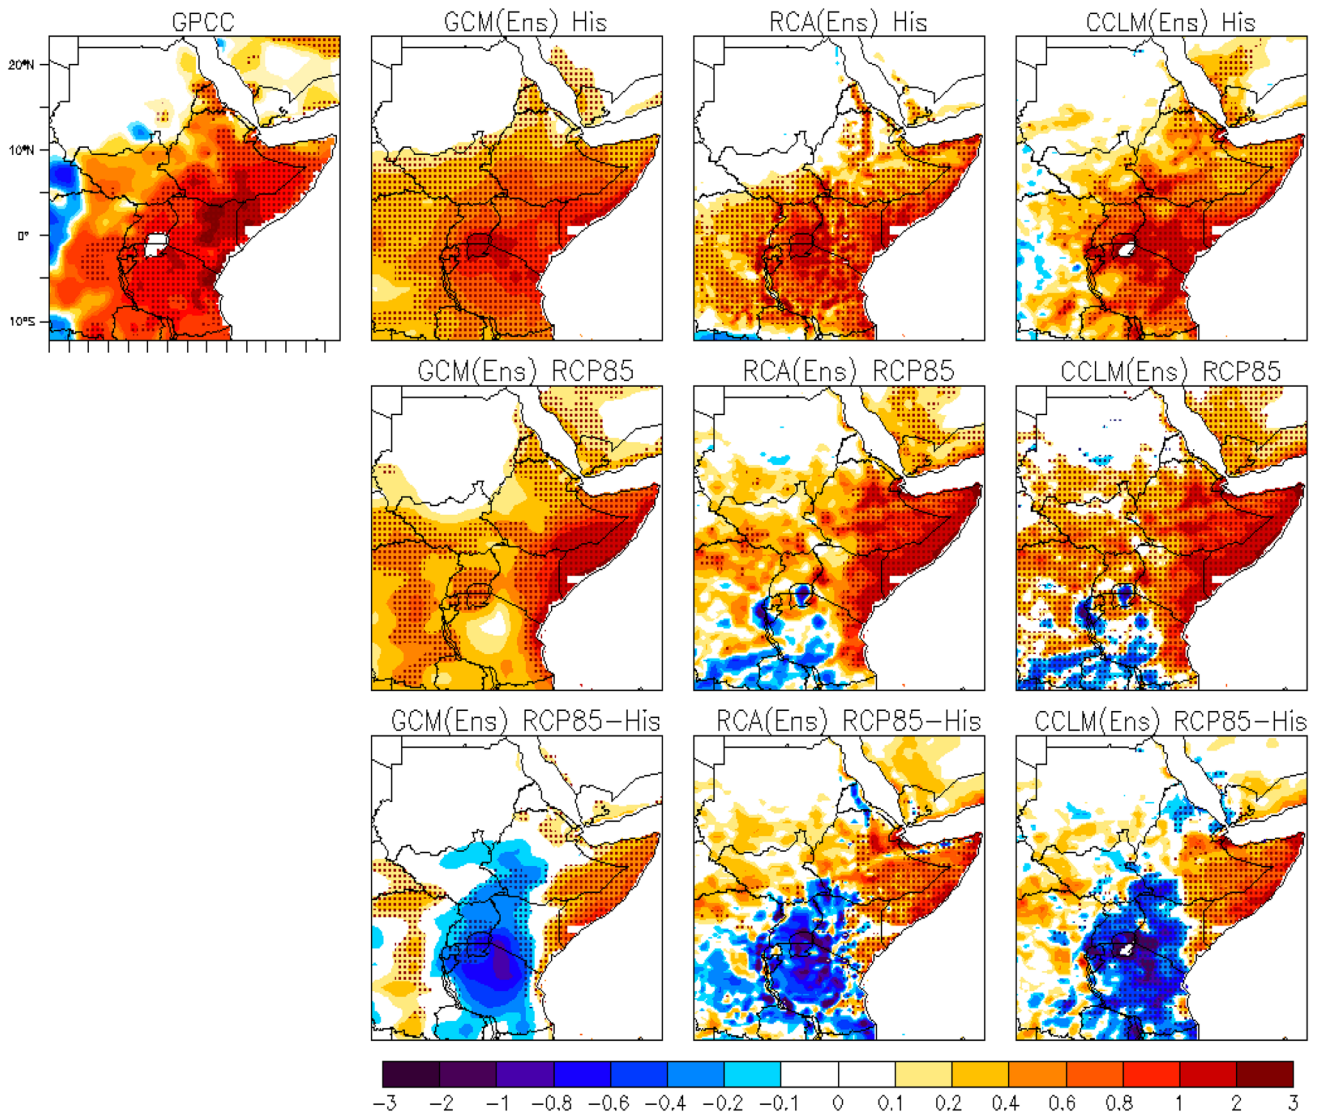 GPCC GCM(Ens) His RCA(Ens) His CCLM(Ens) His
20°N
10°N
0°
10°S
GCM(Ens) RCP85 RCA(Ens) RCP85 CCLM(Ens) RCP85
GCM(Ens) RCP85-His RCA(Ens) RCP85-His CCLM(Ens) RCP85-His
-3 -2 -1 -0.8 -0.6 -0.4 -0.2 -0.1 0 0.1 0.2 0.4 0.6 0.8 1 2 3